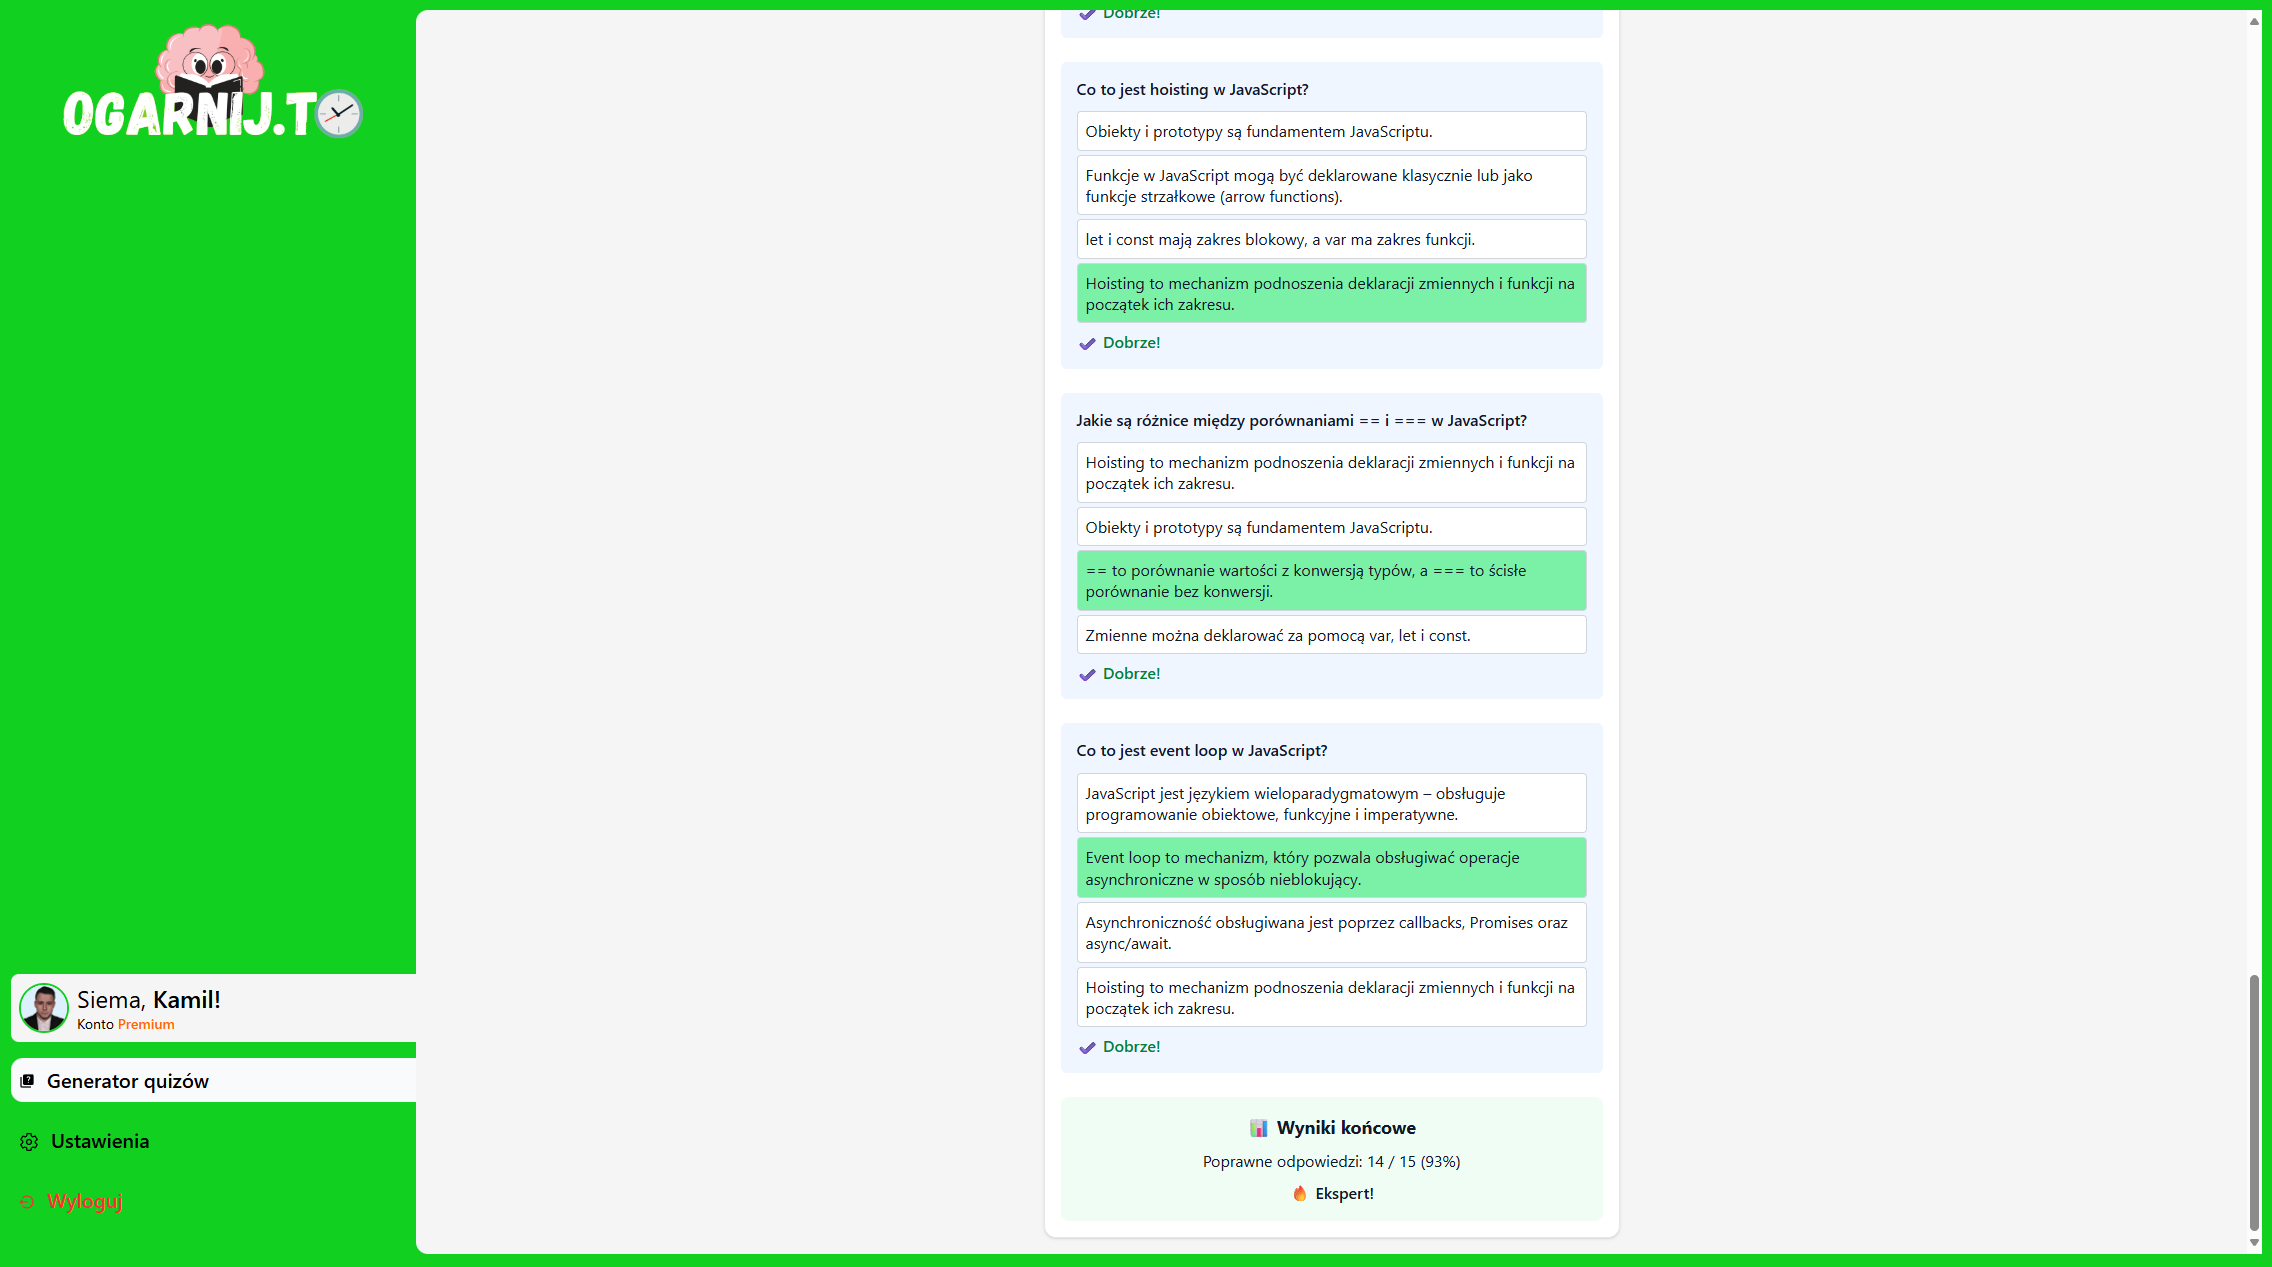 OGARNIJ.TO
Siema, Kamil!
Konto Premium
Generator quizów
Ustawienia
Wyloguj
Dobrze!
Co to jest hoisting w JavaScript?
Obiekty i prototypy są fundamentem JavaScriptu.
Funkcje w JavaScript mogą być deklarowane klasycznie lub jako
funkcje strzałkowe (arrow functions).
let i const mają zakres blokowy, a var ma zakres funkcji.
Hoisting to mechanizm podnoszenia deklaracji zmiennych i funkcji na
początek ich zakresu.
Dobrze!
Jakie są różnice między porównaniami == i === w JavaScript?
Hoisting to mechanizm podnoszenia deklaracji zmiennych i funkcji na
początek ich zakresu.
Obiekty i prototypy są fundamentem JavaScriptu.
== to porównanie wartości z konwersją typów, a === to ścisłe
porównanie bez konwersji.
Zmienne można deklarować za pomocą var, let i const.
Dobrze!
Co to jest event loop w JavaScript?
JavaScript jest językiem wieloparadygmatowym – obsługuje
programowanie obiektowe, funkcyjne i imperatywne.
Event loop to mechanizm, który pozwala obsługiwać operacje
asynchroniczne w sposób nieblokujący.
Asynchroniczność obsługiwana jest poprzez callbacks, Promises oraz
async/await.
Hoisting to mechanizm podnoszenia deklaracji zmiennych i funkcji na
początek ich zakresu.
Dobrze!
Wyniki końcowe
Poprawne odpowiedzi: 14 / 15 (93%)
Ekspert!